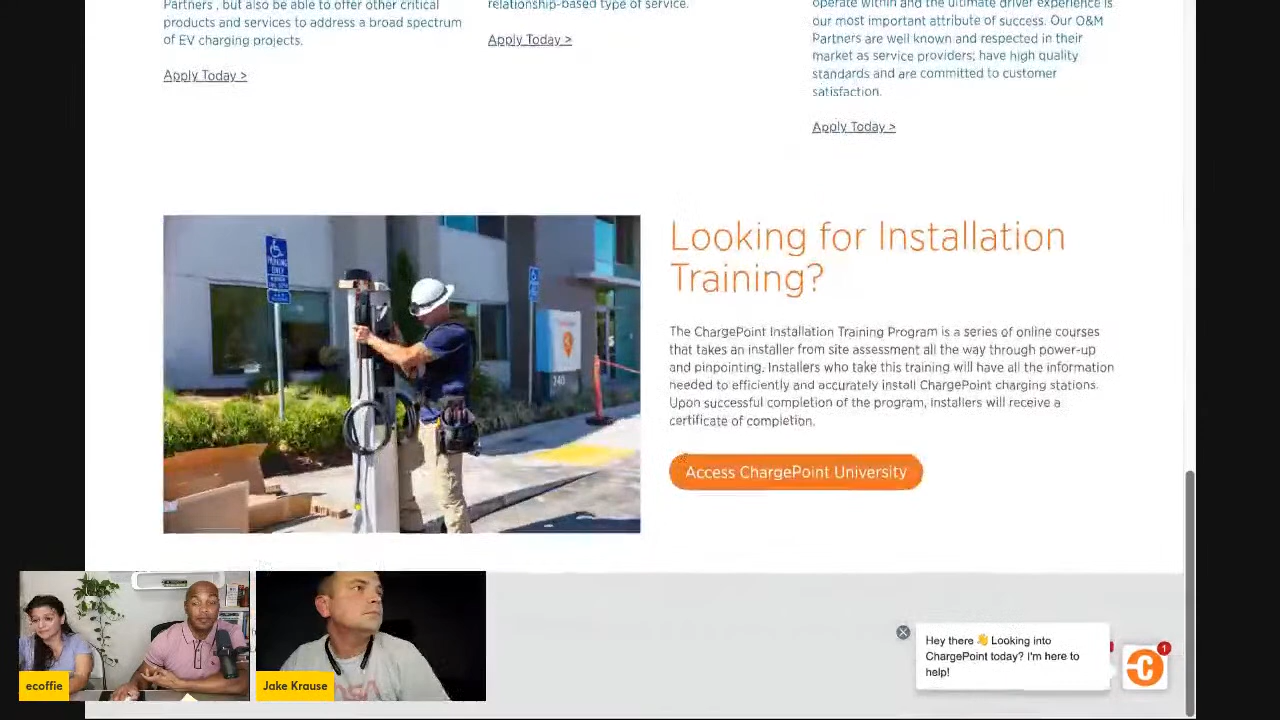 Partners , but also be able to offer other critical
products and services to address a broad spectrum
of EV charging projects.
Apply Today >
relationship-based type of service.
Apply Today >
operate within and the ultimate driver experience is
our most important attribute of success. Our O&M
Partners are well known and respected in their
market as service providers; have high quality
standards and are committed to customer
satisfaction.
Apply Today >
PARKING
ONLY
240
Looking for Installation
Training?
The ChargePoint Installation Training Program is a series of online courses
that takes an installer from site assessment all the way through power-up
and pinpointing. Installers who take this training will have all the information
needed to efficiently and accurately install ChargePoint charging stations.
Upon successful completion of the program, installers will receive a
certificate of completion.
Access ChargePoint University
ecoffie
Jake Krause
Hey there 👋 Looking into
ChargePoint today? I'm here to
help!
1